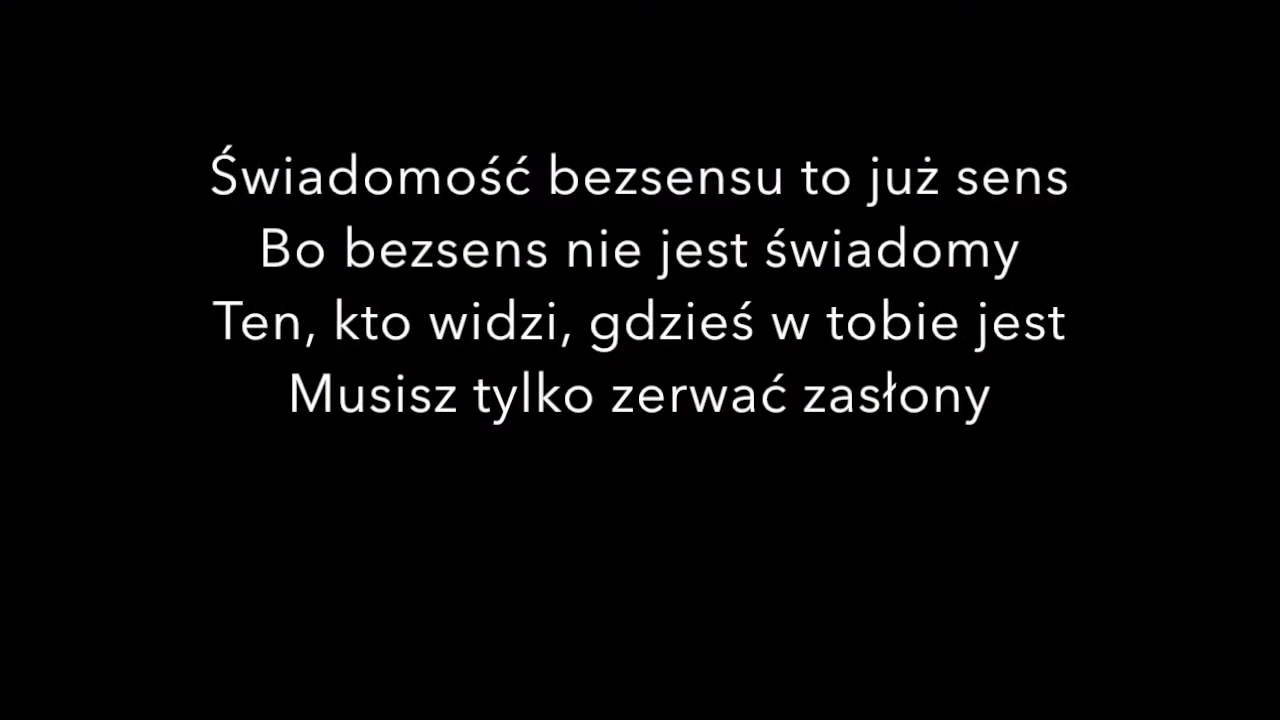 Świadomość bezsensu to już sens
Bo bezsens nie jest świadomy
Ten, kto widzi, gdzieś w tobie jest
Musisz tylko zerwać zasłony